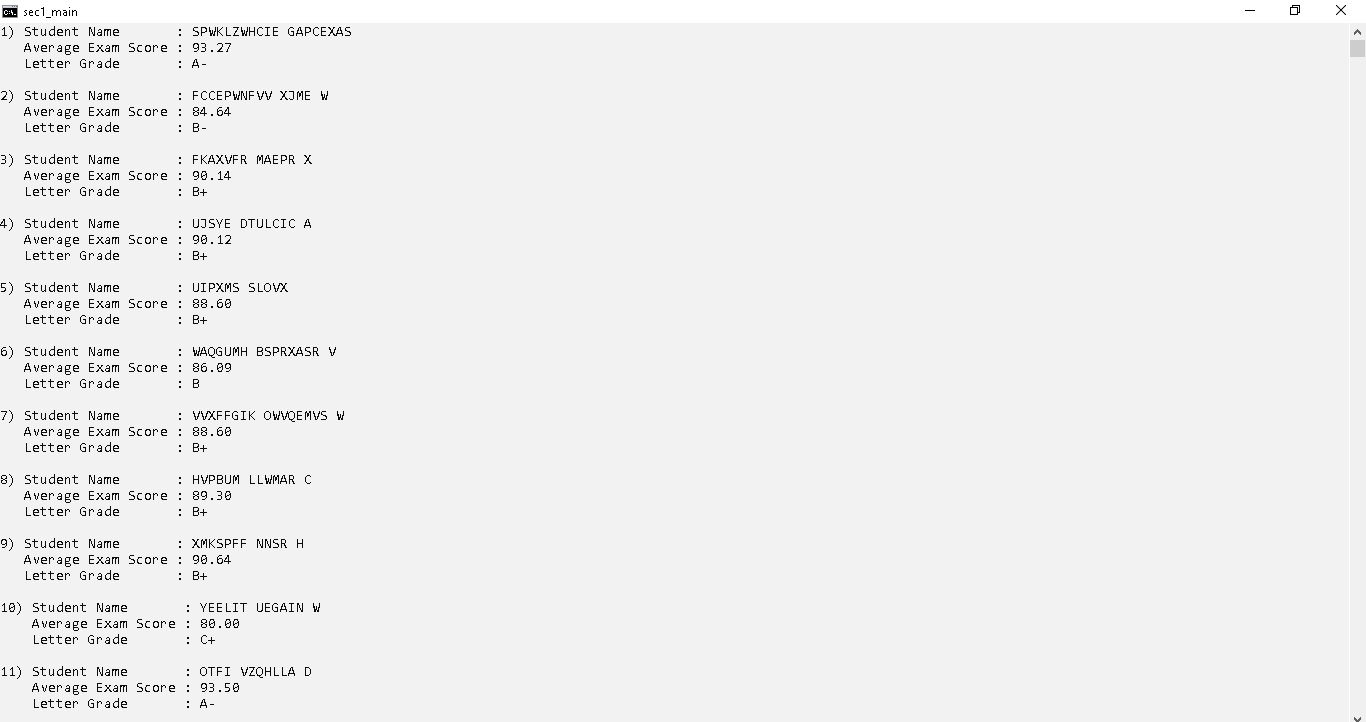 sec1_main
1) Student Name       : SPWKLZWHCIE GAPCEXAS
   Average Exam Score : 93.27
   Letter Grade       : A-
2) Student Name       : FCCEPWNFVV XJME W
   Average Exam Score : 84.64
   Letter Grade       : B-
3) Student Name       : FKAXVFR MAEPR X
   Average Exam Score : 90.14
   Letter Grade       : B+
4) Student Name       : UJSYE DTULCIC A
   Average Exam Score : 90.12
   Letter Grade       : B+
5) Student Name       : UIPXMS SLOVX
   Average Exam Score : 88.60
   Letter Grade       : B+
6) Student Name       : WAQGUMH BSPRXASR V
   Average Exam Score : 86.09
   Letter Grade       : B
7) Student Name       : VVXFFGIK OWVQEMVS W
   Average Exam Score : 88.60
   Letter Grade       : B+
8) Student Name       : HVPBUM LLWMAR C
   Average Exam Score : 89.30
   Letter Grade       : B+
9) Student Name       : XMKSPFF NNSR H
   Average Exam Score : 90.64
   Letter Grade       : B+
10) Student Name       : YEELIT UEGAIN W
    Average Exam Score : 80.00
    Letter Grade       : C+
11) Student Name       : OTFI VZQHLLA D
    Average Exam Score : 93.50
    Letter Grade       : A-